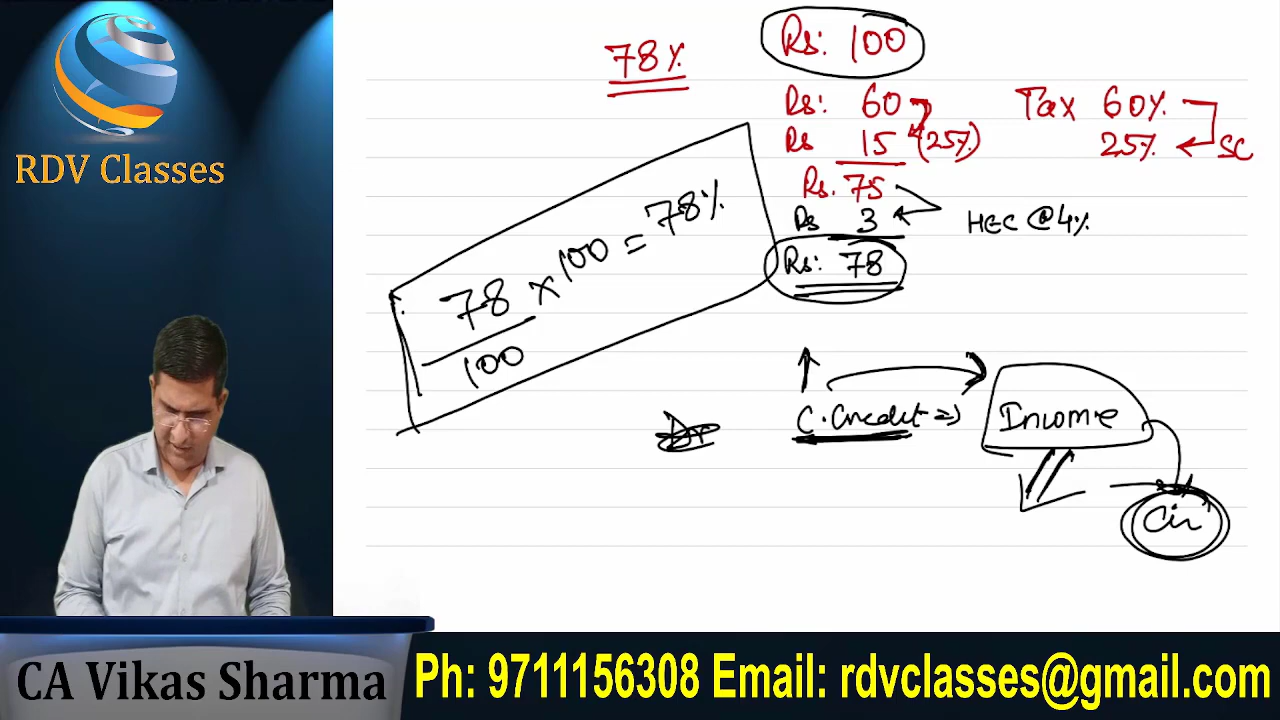 RDV Classes
78%
Rs: 100
Rs: 60
Tax 60%
Rs 15 (25%)
25% SC
Rs. 75
Rs 3
HEC @4%
Rs: 78
78 × 100 = 78%
100
C. Credit ⇒ Income
CA Vikas Sharma
Ph: 9711156308 Email: rdvclasses@gmail.com